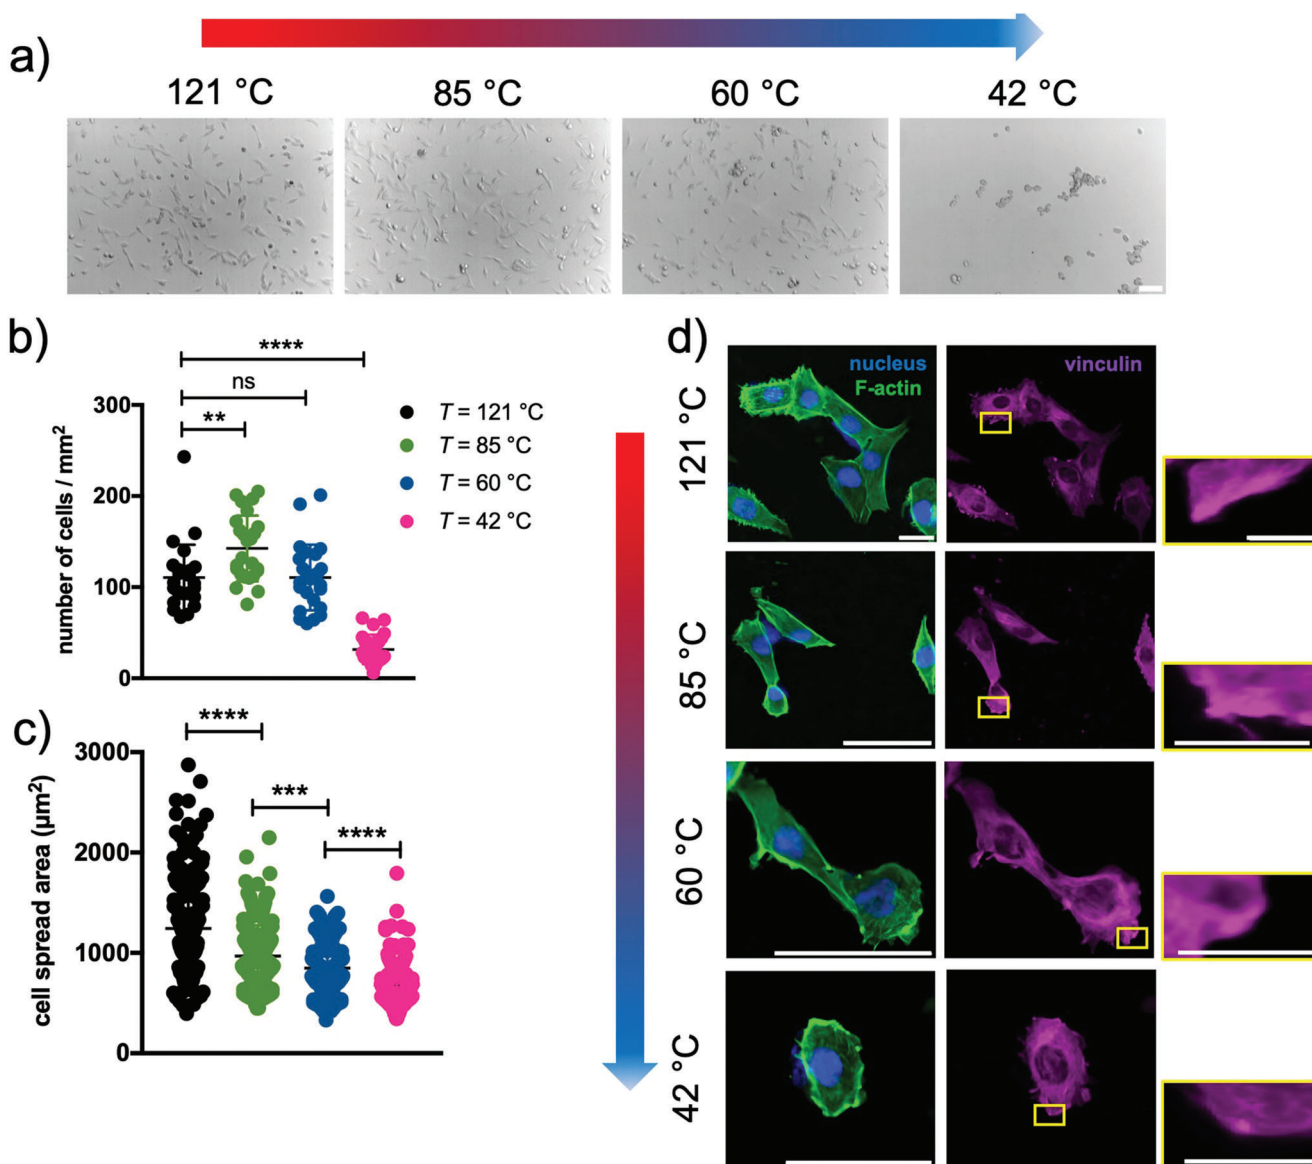 a)
121 °C 85 °C 60 °C 42 °C
b)
****
ns
**
300
200
100
0
number of cells / mm²
T = 121 °C
T = 85 °C
T = 60 °C
T = 42 °C
c)
****
***
****
3000
2000
1000
0
cell spread area (µm²)
d)
nucleus
F-actin
vinculin
121 °C
85 °C
60 °C
42 °C